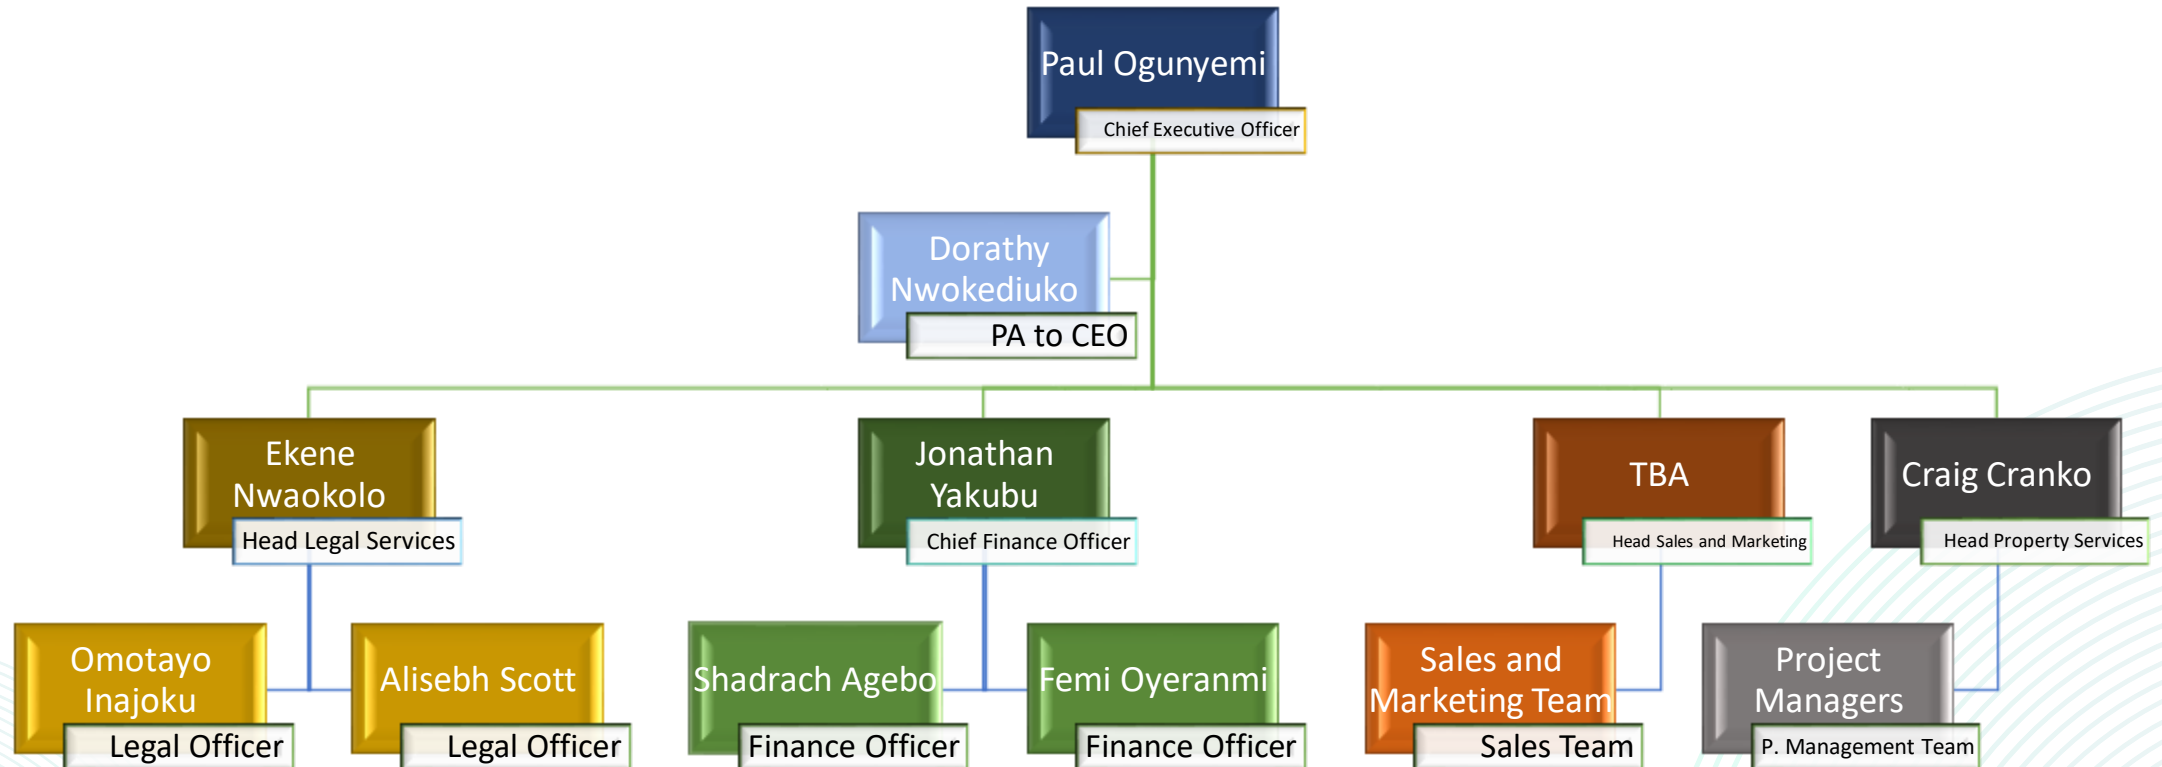 Paul Ogunyemi
Chief Executive Officer
Dorathy
Nwokediuko
PA to CEO
Ekene
Nwaokolo
Head Legal Services
Jonathan
Yakubu
Chief Finance Officer
TBA
Head Sales and Marketing
Craig Cranko
Head Property Services
Omotayo
Inajoku
Legal Officer
Alisebh Scott
Legal Officer
Shadrach Agebo
Finance Officer
Femi Oyeranmi
Finance Officer
Sales and
Marketing Team
Sales Team
Project
Managers
P. Management Team